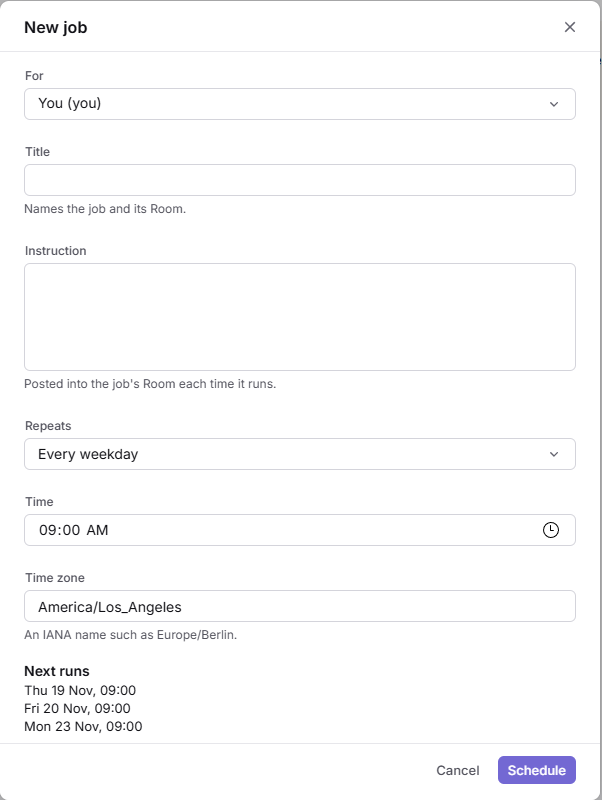 New job
For
You (you)
Title
Names the job and its Room.
Instruction
Posted into the job's Room each time it runs.
Repeats
Every weekday
Time
09:00 AM
Time zone
America/Los_Angeles
An IANA name such as Europe/Berlin.
Next runs
Thu 19 Nov, 09:00
Fri 20 Nov, 09:00
Mon 23 Nov, 09:00
Cancel
Schedule